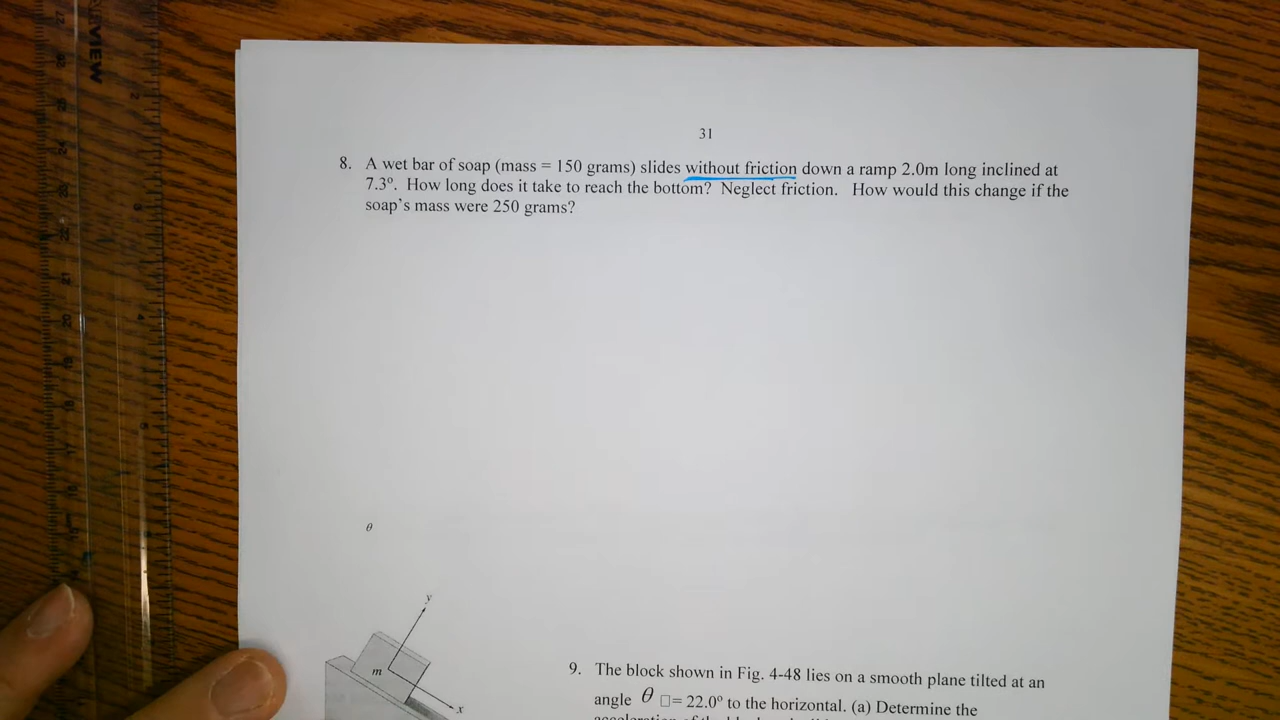 31
8. A wet bar of soap (mass = 150 grams) slides without friction down a ramp 2.0m long inclined at
7.3º. How long does it take to reach the bottom? Neglect friction. How would this change if the
soap's mass were 250 grams?
θ
y
m
x
9. The block shown in Fig. 4-48 lies on a smooth plane tilted at an
angle θ □= 22.0º to the horizontal. (a) Determine the